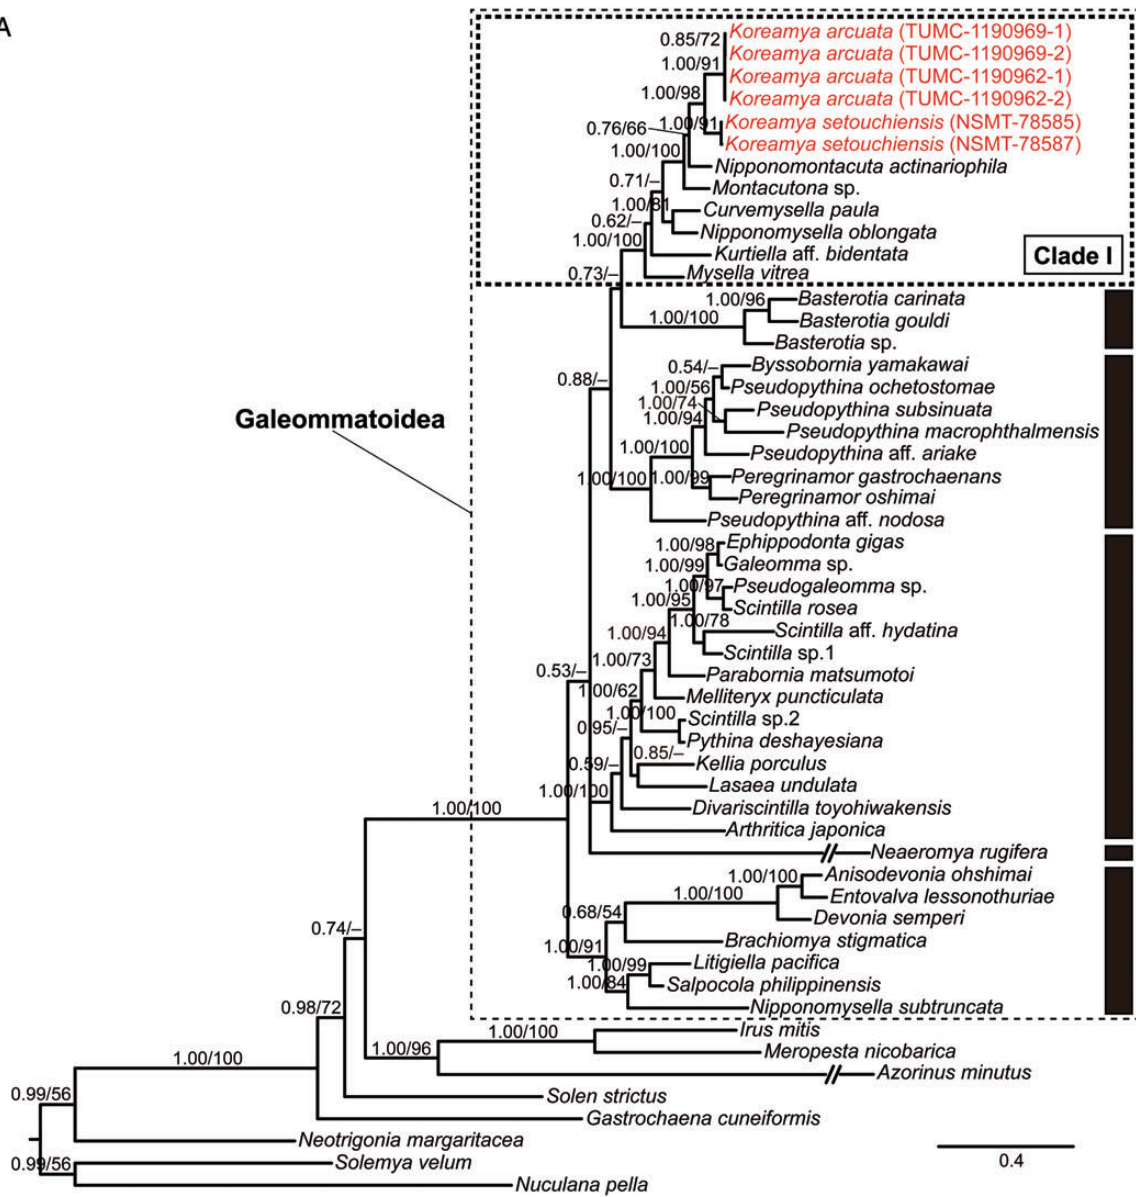 A
0.85/72
Koreamya arcuata (TUMC-1190969-1)
Koreamya arcuata (TUMC-1190969-2)
1.00/91
Koreamya arcuata (TUMC-1190962-1)
1.00/98
Koreamya arcuata (TUMC-1190962-2)
0.76/66
1.00/91
Koreamya setouchiensis (NSMT-78585)
Koreamya setouchiensis (NSMT-78587)
1.00/100
Nipponomontacuta actinariophila
0.71/–
Montacutona sp.
1.00/81
Curvemysella paula
0.62/–
Nipponomysella oblongata
1.00/100
Kurtiella aff. bidentata
Clade I
0.73/–
Mysella vitrea
1.00/96
Basterotia carinata
1.00/100
Basterotia gouldi
Basterotia sp.
0.54/–
Byssobornia yamakawai
0.88/–
1.00/56
Pseudopythina ochetostomae
1.00/74
Pseudopythina subsinuata
1.00/94
Galeommatoidea
Pseudopythina macrophthalmensis
1.00/100
Pseudopythina aff. ariake
1.00/100
1.00/99
Peregrinamor gastrochaenans
Peregrinamor oshimai
Pseudopythina aff. nodosa
1.00/98
Ephippodonta gigas
1.00/99
Galeomma sp.
1.00/97
Pseudogaleomma sp.
1.00/95
Scintilla rosea
1.00/78
1.00/94
Scintilla aff. hydatina
1.00/73
Scintilla sp.1
0.53/–
Parabornia matsumotoi
1.00/62
Melliteryx puncticulata
1.00/100
Scintilla sp.2
0.95/–
Pythina deshayesiana
0.85/–
0.59/–
Kellia porculus
1.00/100
Lasaea undulata
1.00/100
Divariscintilla toyohiwakensis
Arthritica japonica
Neaeromya rugifera
1.00/100
Anisodevonia ohshimai
1.00/100
Entovalva lessonothuriae
0.68/54
Devonia semperi
0.74/–
Brachiomya stigmatica
1.00/91
1.00/99
Litigiella pacifica
1.00/84
Salpocola philippinensis
0.98/72
Nipponomysella subtruncata
1.00/100
Irus mitis
1.00/96
1.00/100
Meropesta nicobarica
Azorinus minutus
0.99/56
Solen strictus
Gastrochaena cuneiformis
Neotrigonia margaritacea
0.99/56
Solemya velum
0.4
Nuculana pella